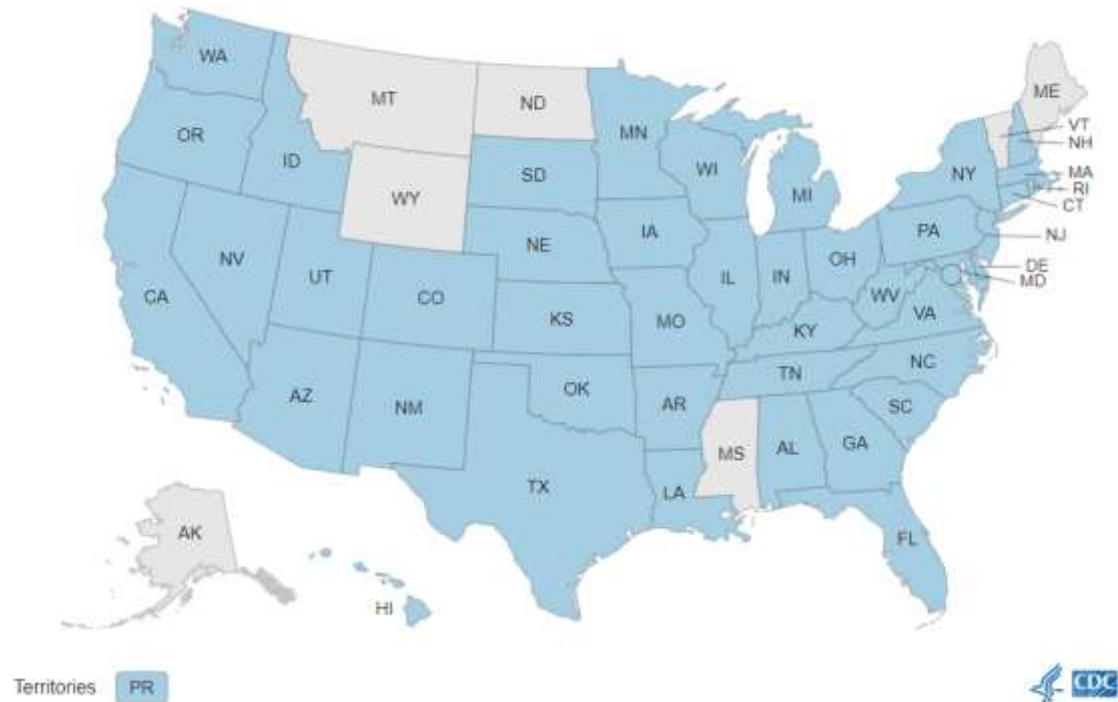 WA
MT
ND
ME
VT
NH
OR
ID
MN
SD
WI
NY
MA
RI
CT
WY
MI
IA
PA
NJ
NE
NV
UT
CO
CA
IL
IN
OH
DE
MD
WV
VA
KS
MO
KY
NC
TN
AZ
NM
OK
AR
SC
MS
AL
GA
TX
LA
AK
FL
HI
Territories PR
CDC